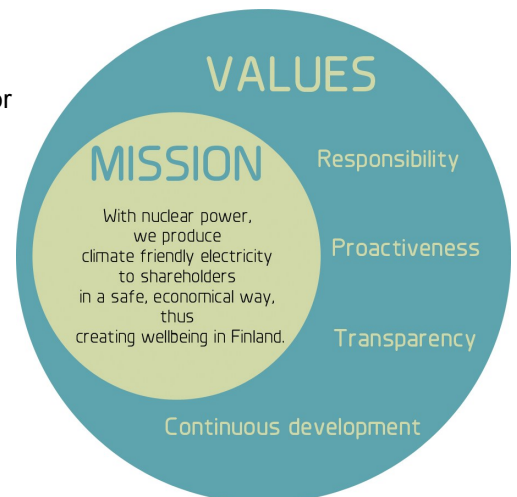 or
VALUES
MISSION
With nuclear power,
we produce
climate friendly electricity
to shareholders
in a safe, economical way,
thus
creating wellbeing in Finland.
Responsibility
Proactiveness
Transparency
Continuous development